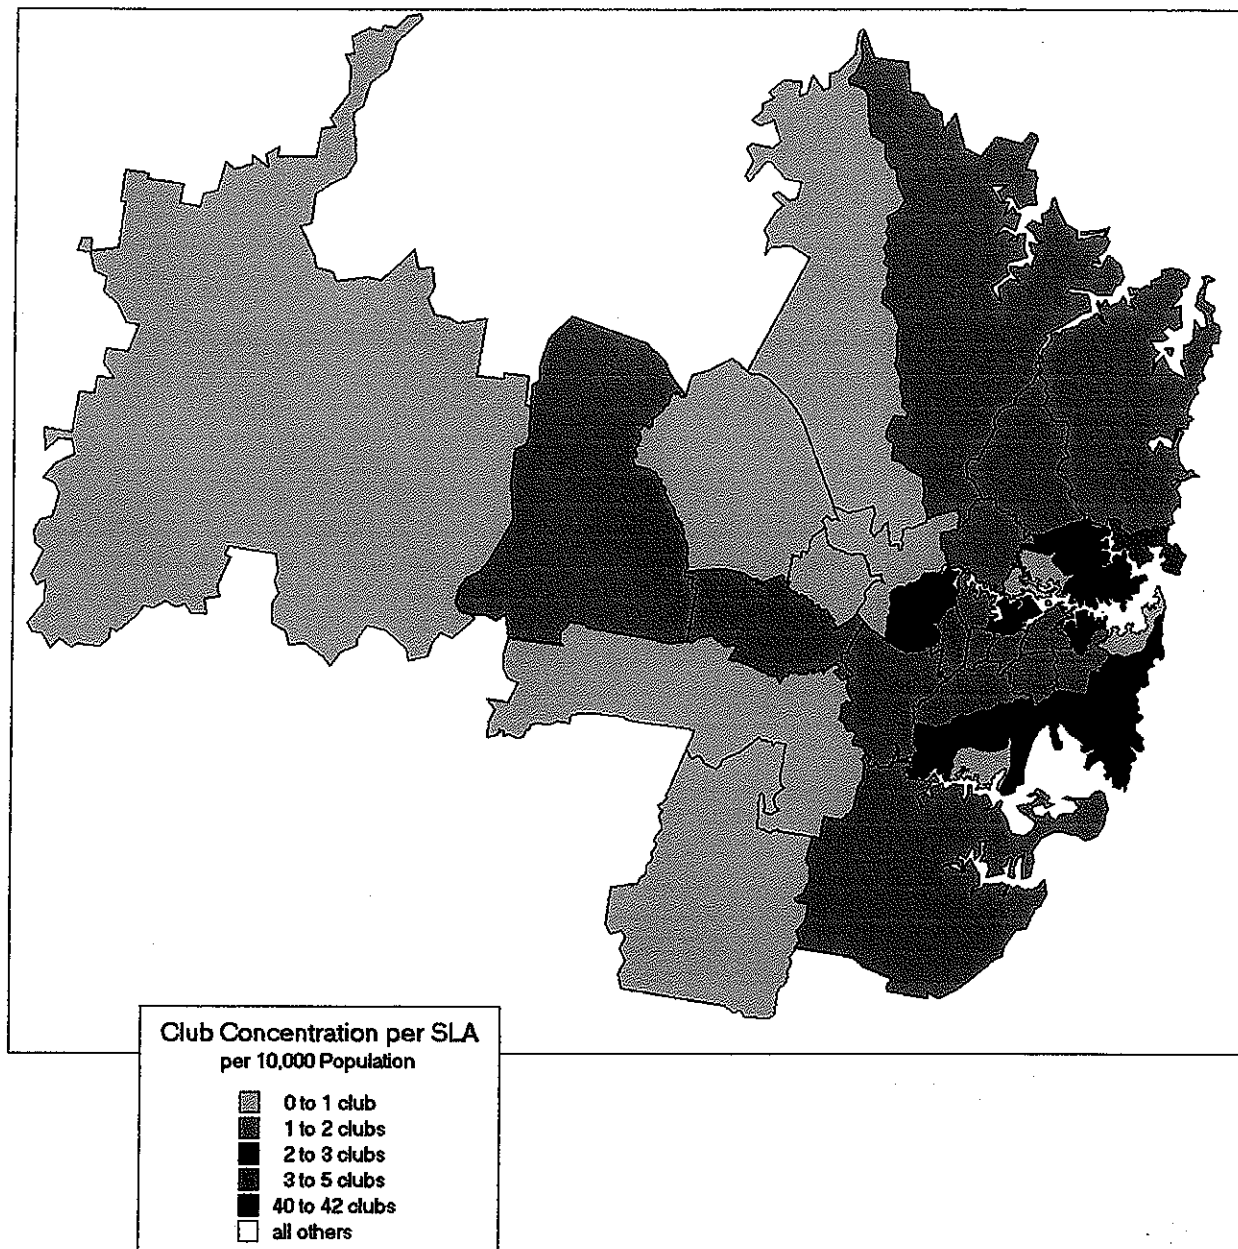 Club Concentration per SLA
per 10,000 Population
0 to 1 club
1 to 2 clubs
2 to 3 clubs
3 to 5 clubs
40 to 42 clubs
all others